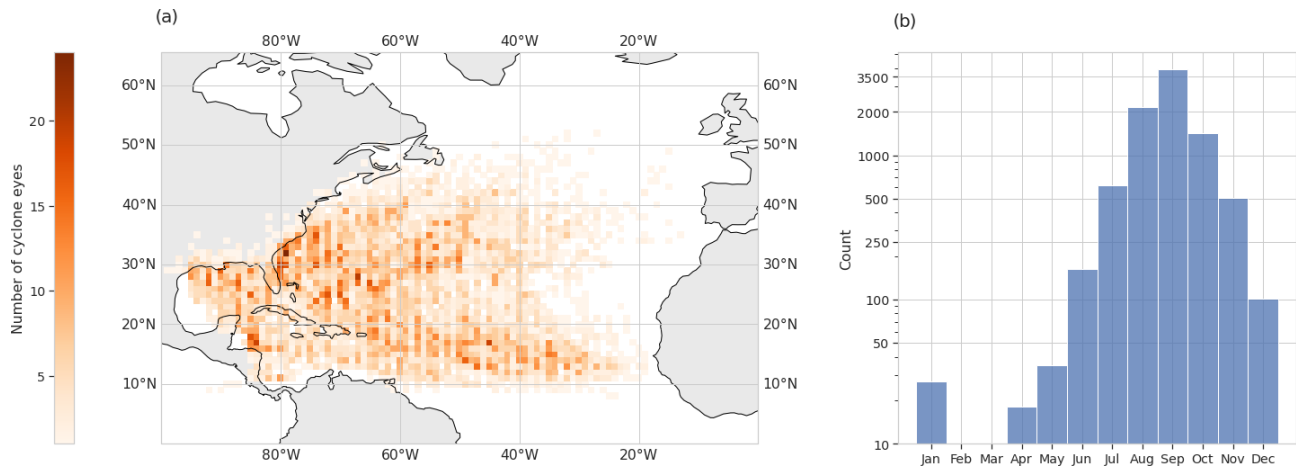 (a)
(b)
80°W 60°W 40°W 20°W
60°N 60°N
50°N 50°N
40°N 40°N
30°N 30°N
20°N 20°N
10°N 10°N
80°W 60°W 40°W 20°W
Number of cyclone eyes
20
15
10
5
Count
3500
2000
1000
500
250
100
50
10
Jan Feb Mar Apr May Jun Jul Aug Sep Oct Nov Dec